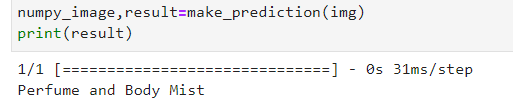 numpy_image,result=make_prediction(img)
print(result)
1/1 [==============================] - 0s 31ms/step
Perfume and Body Mist